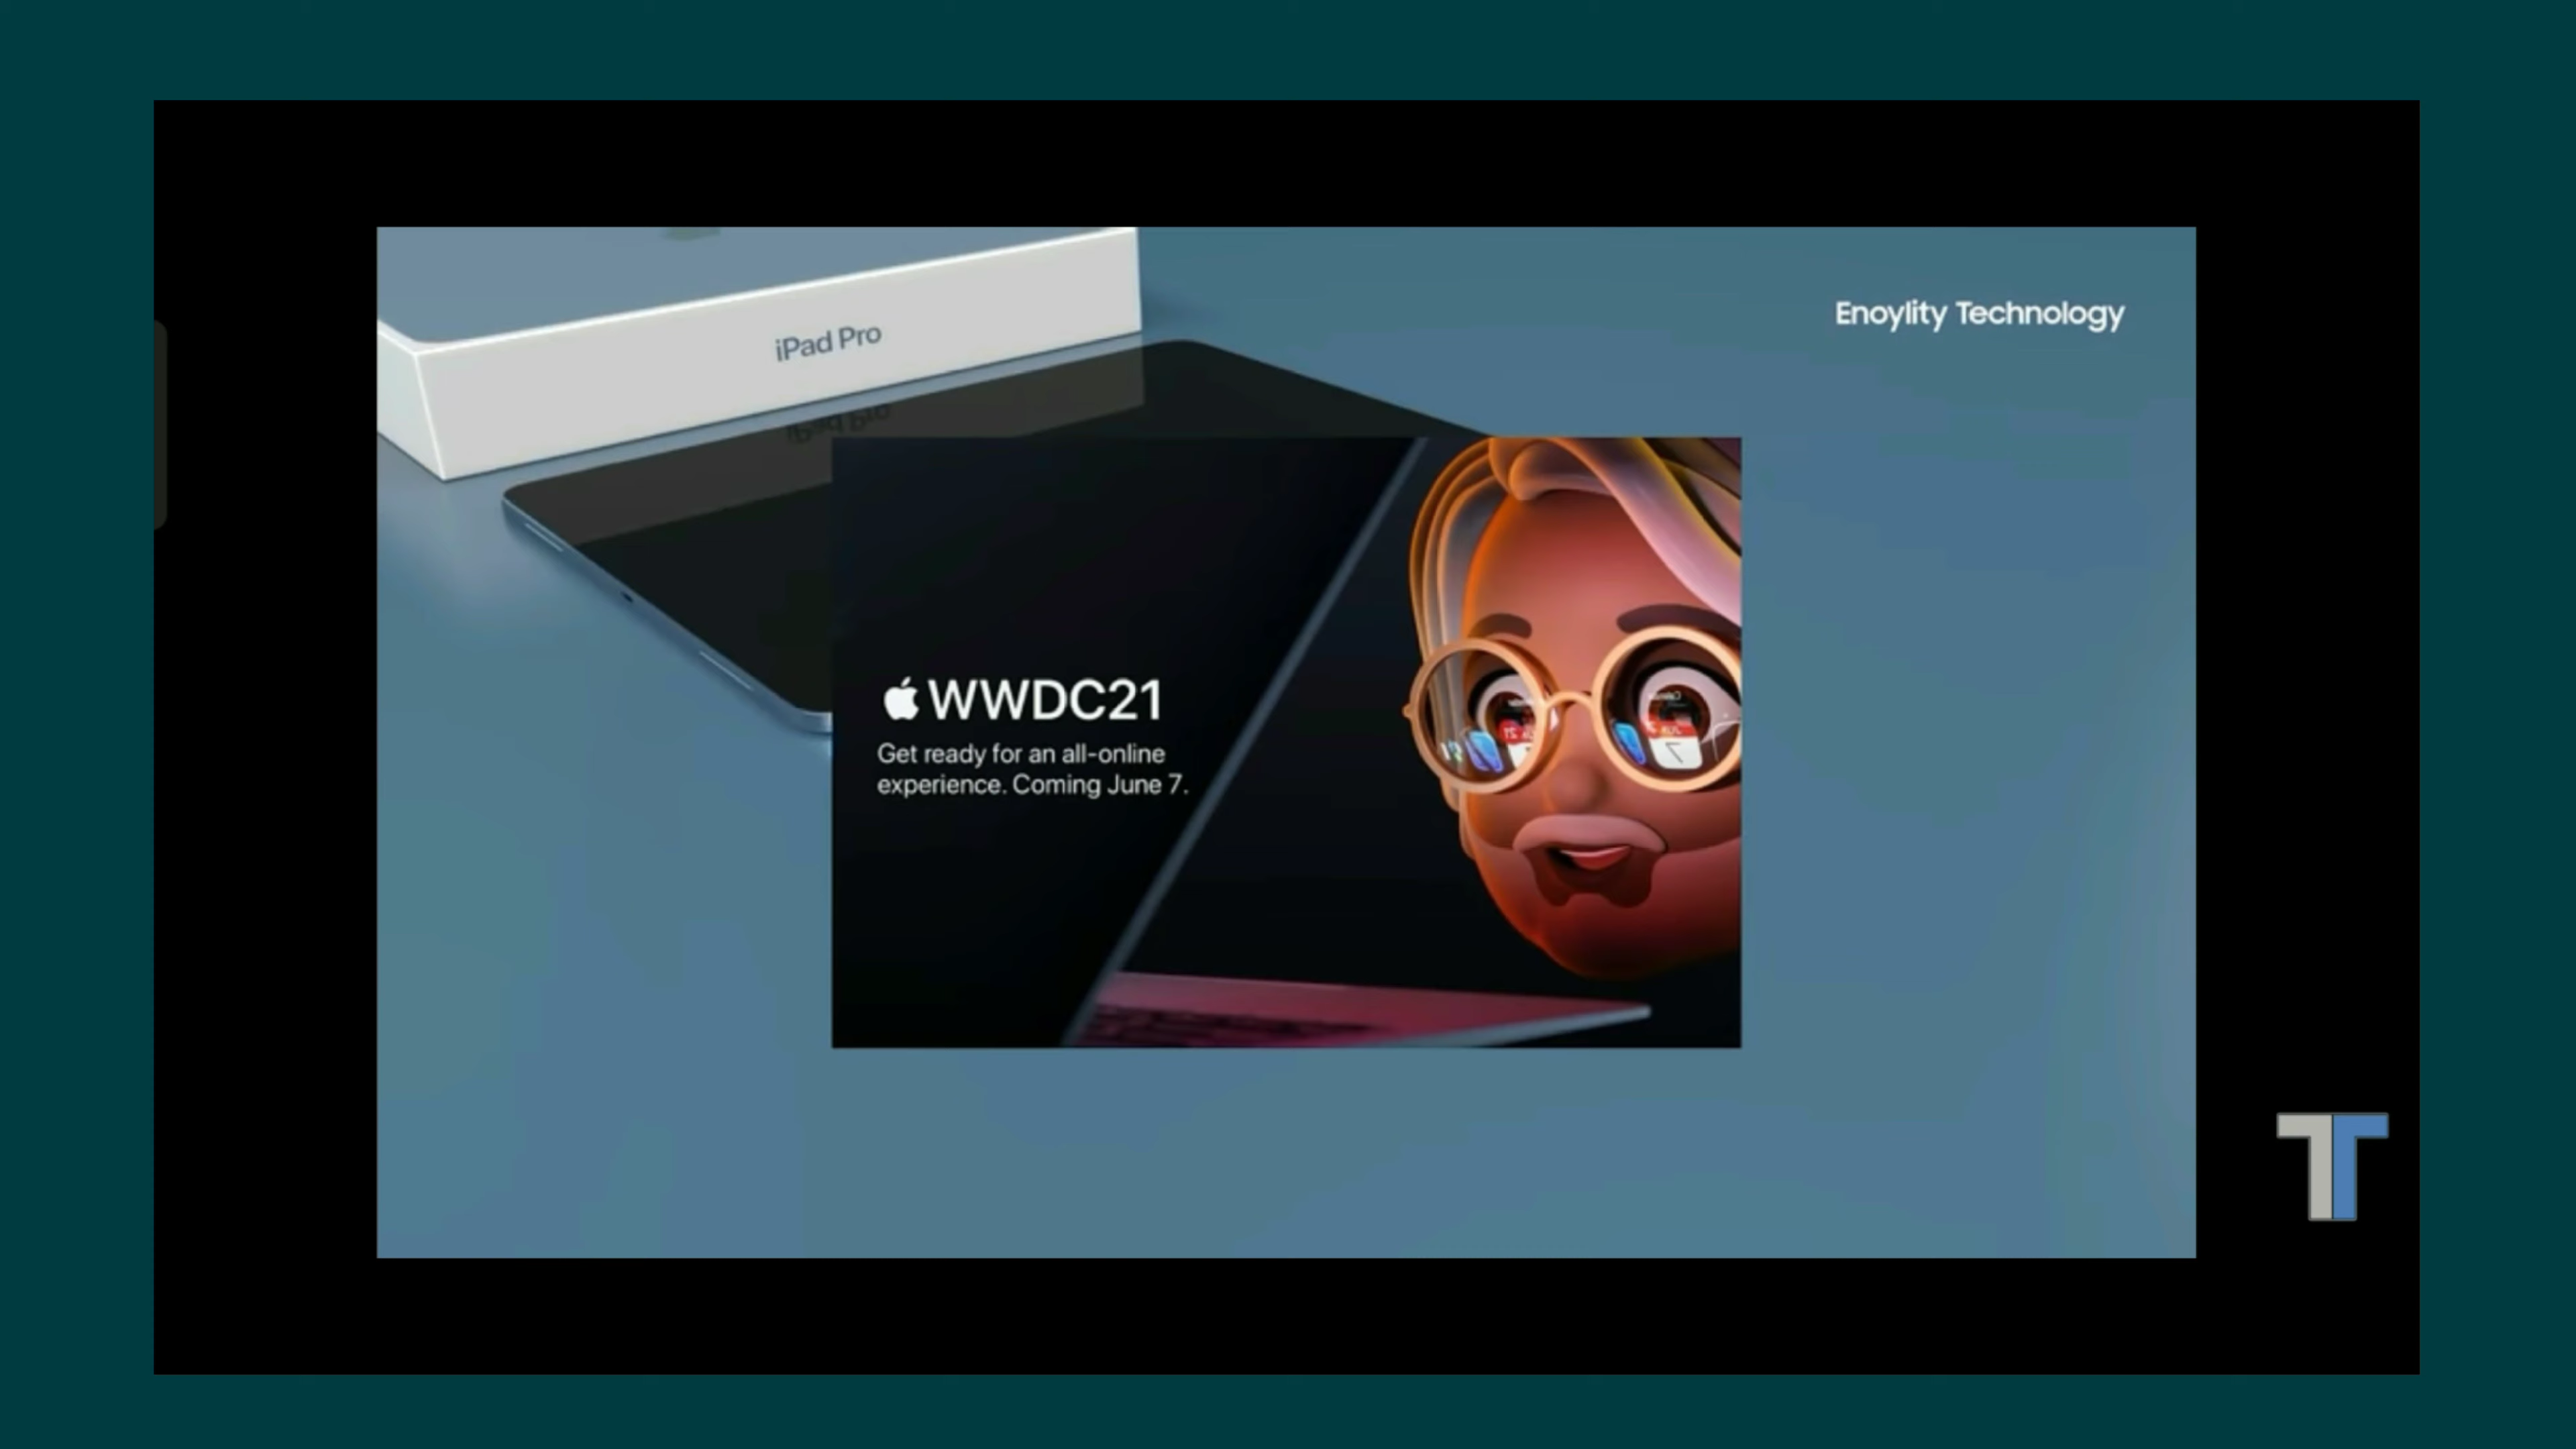 Enoylity Technology
iPad Pro
WWDC21
Get ready for an all-online
experience. Coming June 7.